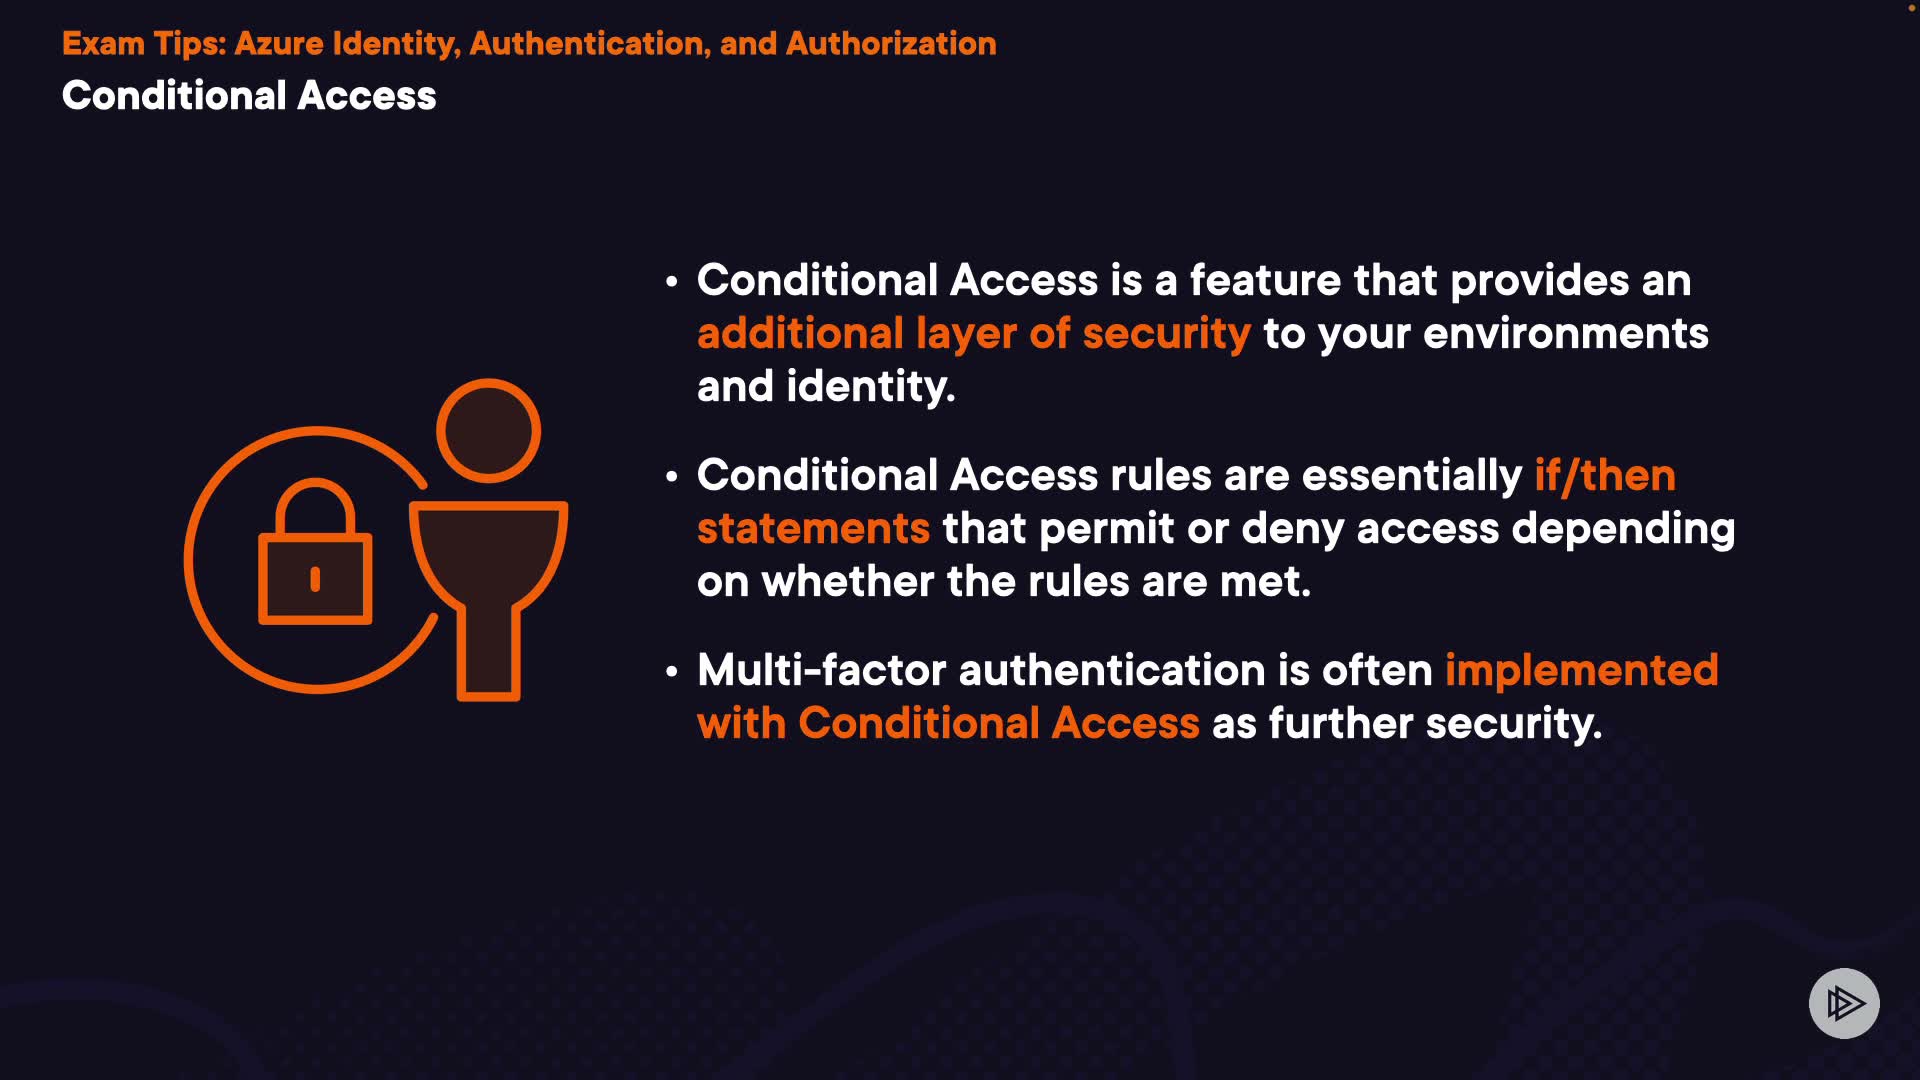 Exam Tips: Azure Identity, Authentication, and Authorization
Conditional Access
• Conditional Access is a feature that provides an
additional layer of security to your environments
and identity.
• Conditional Access rules are essentially if/then
statements that permit or deny access depending
on whether the rules are met.
• Multi-factor authentication is often implemented
with Conditional Access as further security.